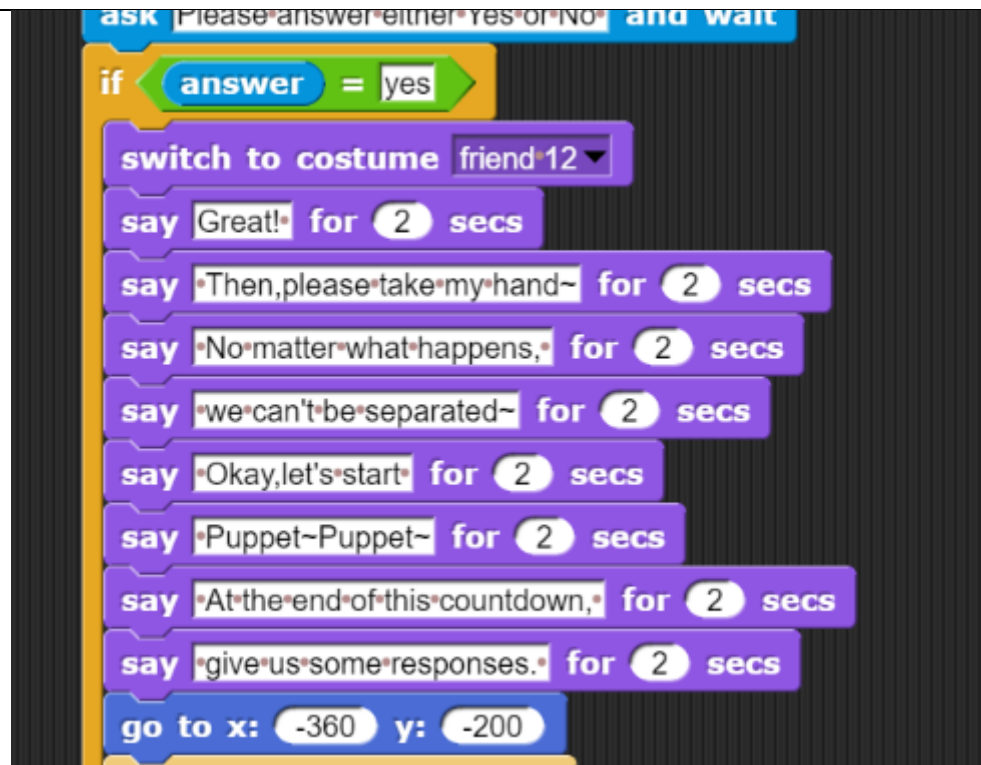 ask Please answer either Yes or No and wait
if answer = yes
switch to costume friend 12
say Great! for 2 secs
say Then,please take my hand~ for 2 secs
say No matter what happens, for 2 secs
say we can't be separated~ for 2 secs
say Okay,let's start for 2 secs
say Puppet~Puppet~ for 2 secs
say At the end of this countdown, for 2 secs
say give us some responses. for 2 secs
go to x: -360 y: -200